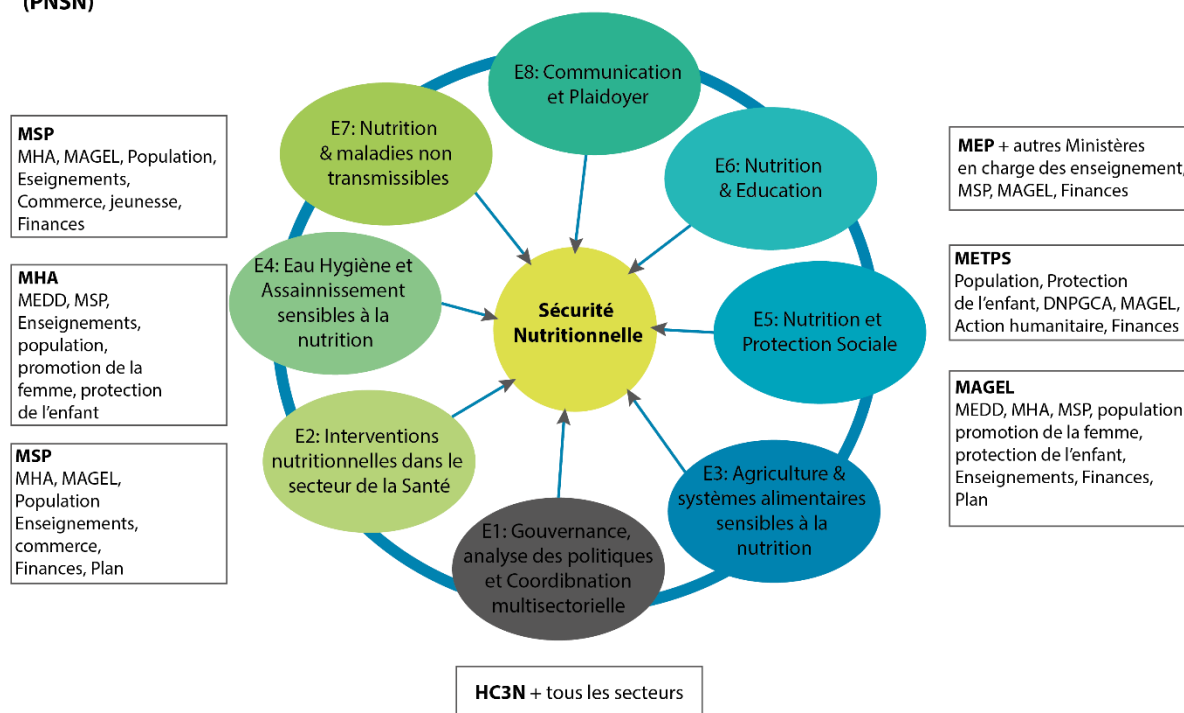 (PNSN)
E8: Communication
et Plaidoyer
E7: Nutrition
& maladies non
transmissibles
E6: Nutrition
& Education
E4: Eau Hygiène et
Assainnissement
sensibles à la
nutrition
Sécurité
Nutritionnelle
E5: Nutrition et
Protection Sociale
E2: Interventions
nutritionnelles dans le
secteur de la Santé
E3: Agriculture &
systèmes alimentaires
sensibles à la
nutrition
E1: Gouvernance,
analyse des politiques
et Coordibnation
multisectorielle
MSP
MHA, MAGEL, Population,
Eseignements,
Commerce, jeunesse,
Finances
MHA
MEDD, MSP,
Enseignements,
population,
promotion de la
femme, protection
de l'enfant
MSP
MHA, MAGEL,
Population
Enseignements,
commerce,
Finances, Plan
MEP + autres Ministères
en charge des enseignement,
MSP, MAGEL, Finances
METPS
Population, Protection
de l'enfant, DNPGCA, MAGEL,
Action humanitaire, Finances
MAGEL
MEDD, MHA, MSP, population
promotion de la femme,
protection de l'enfant,
Enseignements, Finances,
Plan
HC3N + tous les secteurs